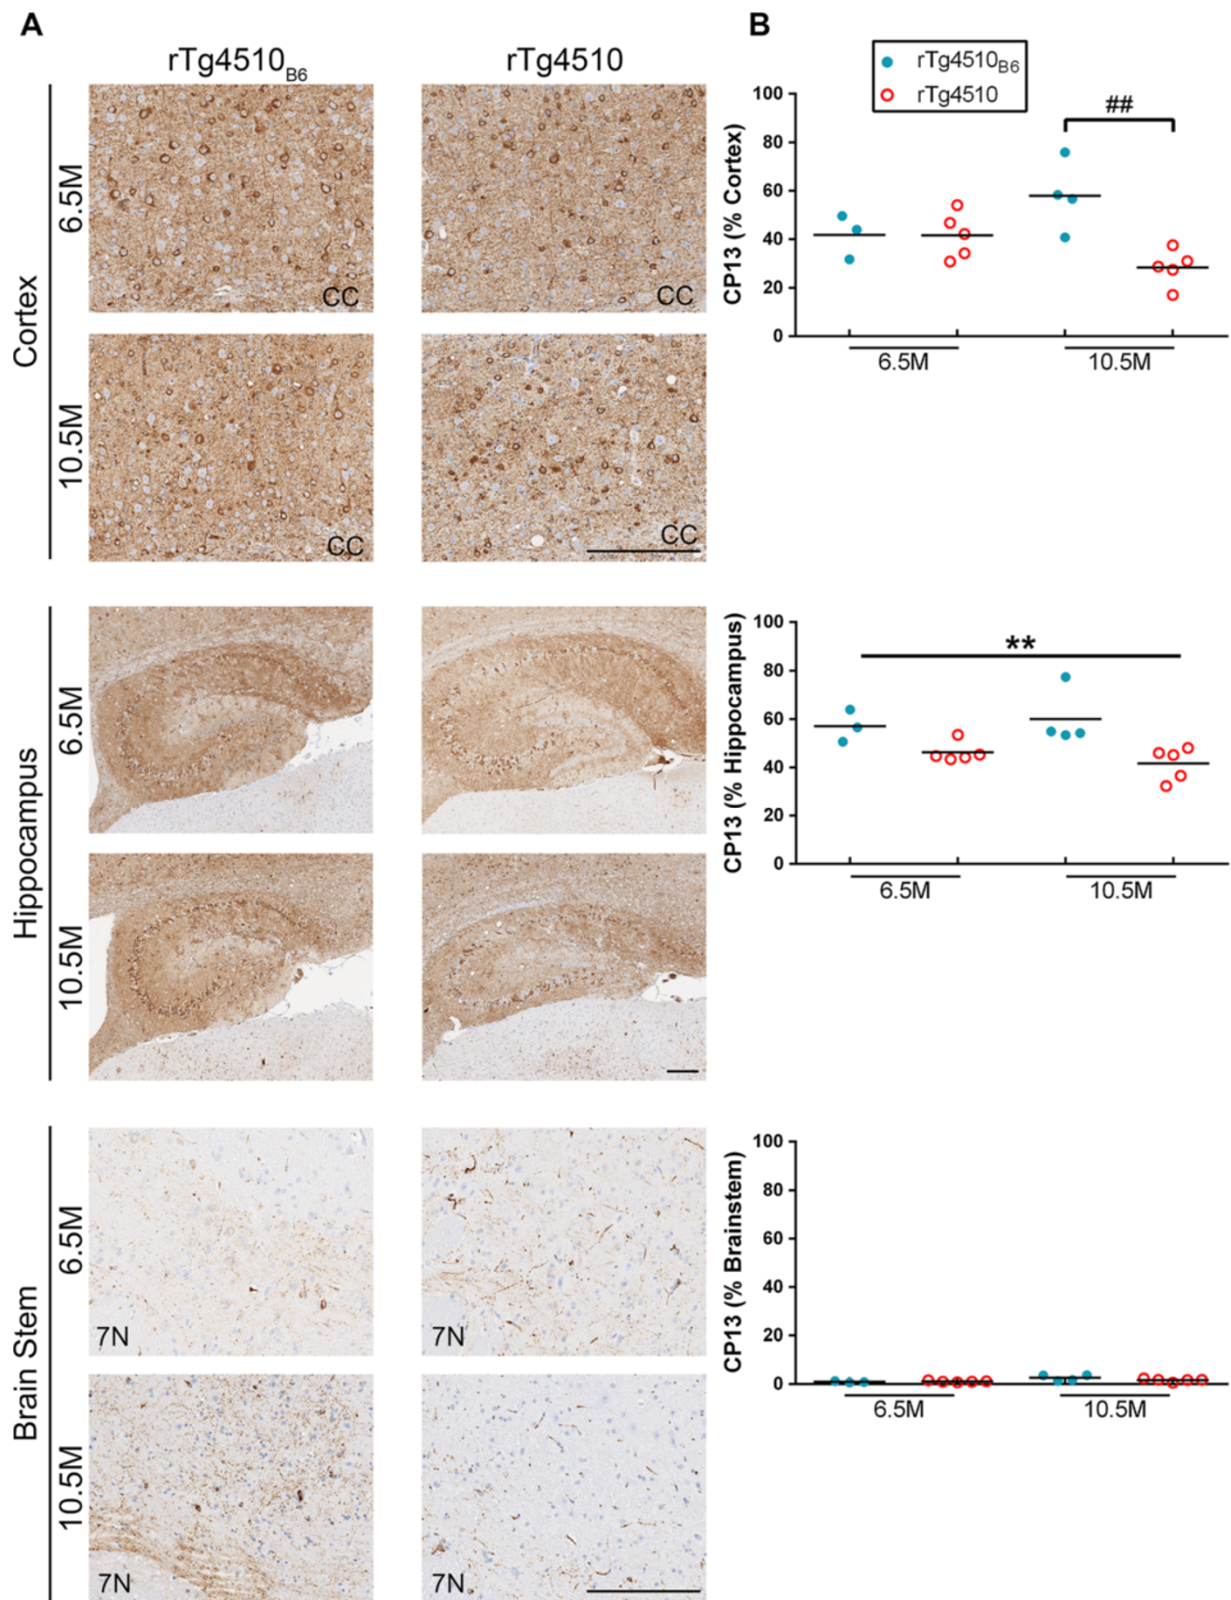 A
rTg4510B6
rTg4510
Cortex
6.5M
CC
CC
10.5M
CC
CC
Hippocampus
6.5M
10.5M
Brain Stem
6.5M
7N
7N
10.5M
7N
7N
B
rTg4510B6
rTg4510
CP13 (% Cortex)
100
80
60
40
20
0
##
6.5M
10.5M
CP13 (% Hippocampus)
100
80
60
40
20
0
**
6.5M
10.5M
CP13 (% Brainstem)
100
80
60
40
20
0
6.5M
10.5M